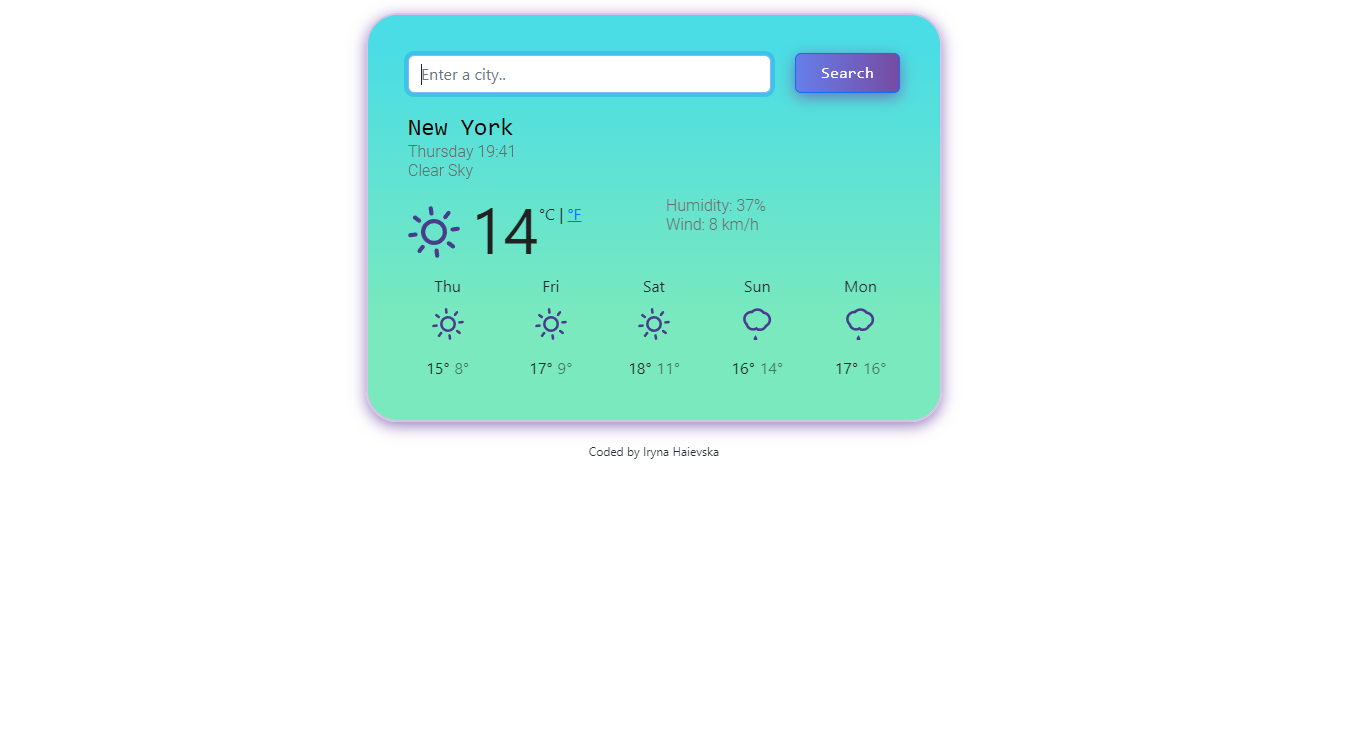 Enter a city..
Search
New York
Thursday 19:41
Clear Sky
14 °C | °F
Humidity: 37%
Wind: 8 km/h
Thu Fri Sat Sun Mon
15° 8° 17° 9° 18° 11° 16° 14° 17° 16°
Coded by Iryna Haievska